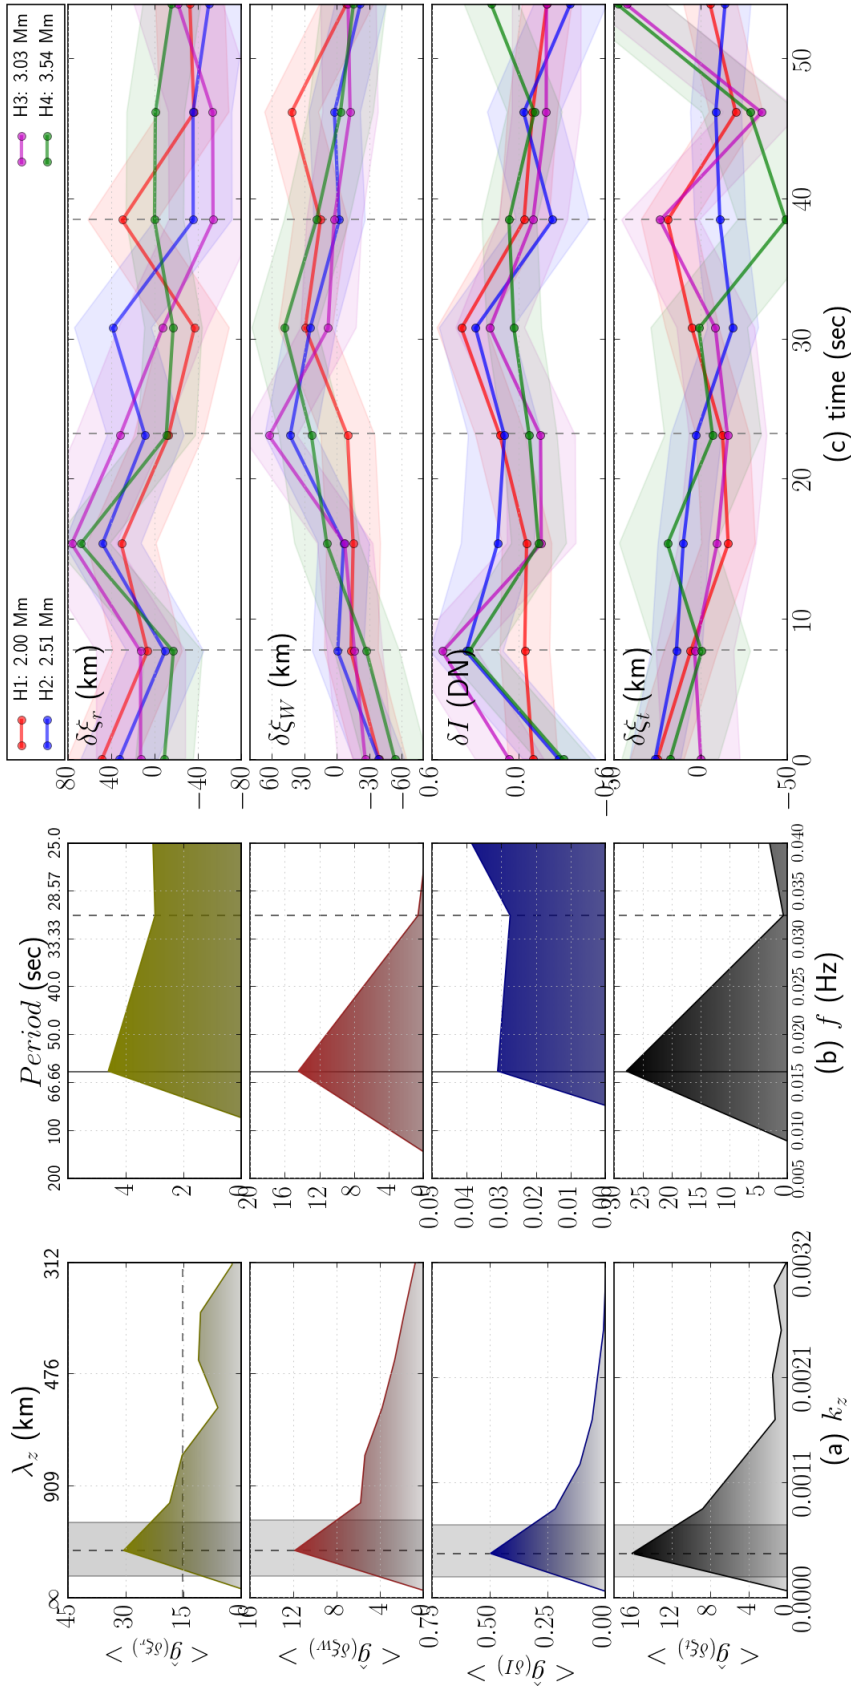 λ_z (km)
∞ 909 476 312
45 30 15 0
< ĝ(δξ_r) >
16 12 8 4 0
< ĝ(δξ_W) >
0.75 0.50 0.25 0.00
< ĝ(δI) >
16 8 0
< ĝ(δξ_t) >
0.0000 0.0011 0.0021 0.0032
(a) k_z
Period (sec)
200 100 66.66 50.0 40.0 33.33 28.57 25.0
4 2 0
20 16 12 8 4 0
0.05 0.04 0.03 0.02 0.01 0.00
30 25 20 15 10 5 0
0.005 0.010 0.015 0.020 0.025 0.030 0.035 0.040
(b) f (Hz)
H1: 2.00 Mm H3: 3.03 Mm
H2: 2.51 Mm H4: 3.54 Mm
80 40 0 −40 −80
δξ_r (km)
60 30 0 −30 −60
δξ_W (km)
0.6 0.0
δI (DN)
50 0 −50
δξ_t (km)
0 10 20 30 40 50
(c) time (sec)